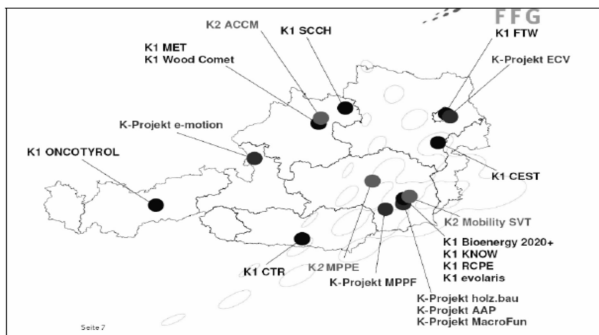 FFG
K2 ACCM
K1 SCCH
K1 FTW
K1 MET
K1 Wood Comet
K-Projekt ECV
K-Projekt e-motion
K1 ONCOTYROL
K1 CEST
K2 Mobility SVT
K1 Bioenergy 2020+
K1 KNOW
K1 RCPE
K1 evolaris
K1 CTR
K2 MPPE
K-Projekt MPPF
K-Projekt holz.bau
K-Projekt AAP
K-Projekt MacroFun
Seite 7